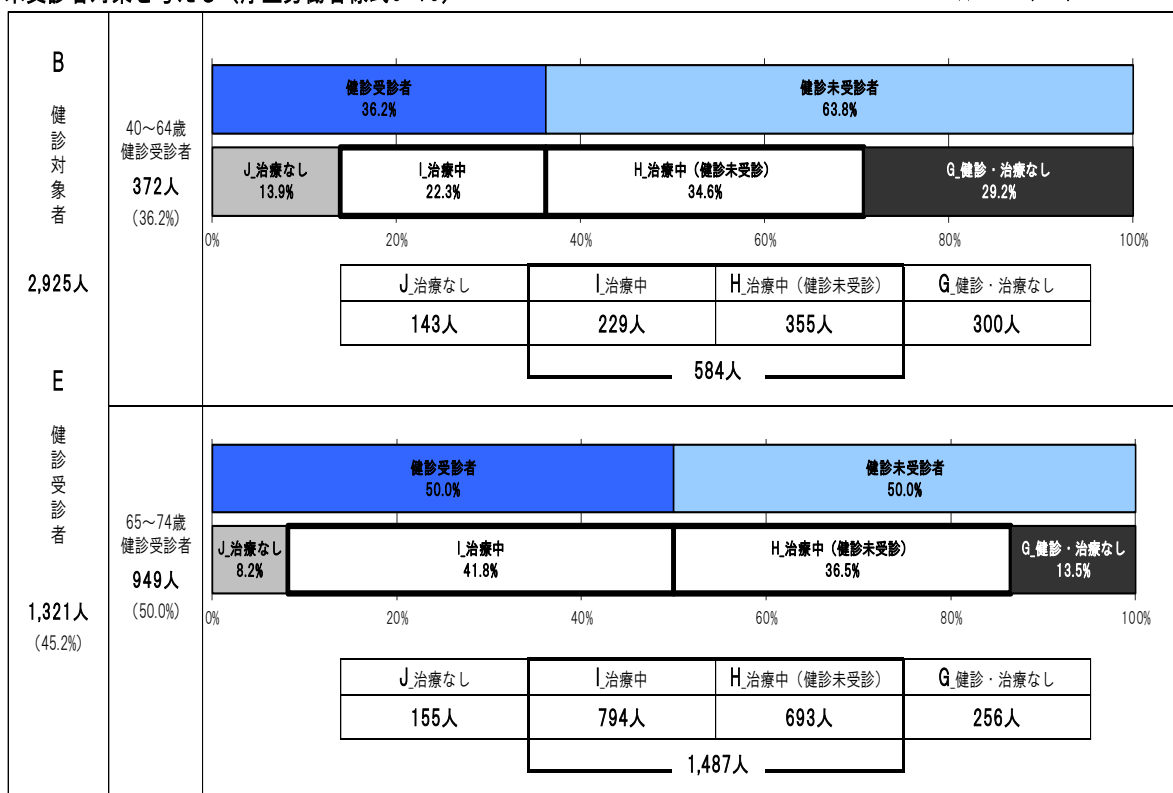 B
健診対象者
2,925人
E
健診受診者
1,321人
(45.2%)
40～64歳
健診受診者
372人
(36.2%)
健診受診者
36.2%
健診未受診者
63.8%
J_治療なし
13.9%
I_治療中
22.3%
H_治療中（健診未受診）
34.6%
G_健診・治療なし
29.2%
0% 20% 40% 60% 80% 100%
J_治療なし I_治療中 H_治療中（健診未受診） G_健診・治療なし
143人 229人 355人 300人
584人
65～74歳
健診受診者
949人
(50.0%)
健診受診者
50.0%
健診未受診者
50.0%
J_治療なし
8.2%
I_治療中
41.8%
H_治療中（健診未受診）
36.5%
G_健診・治療なし
13.5%
0% 20% 40% 60% 80% 100%
J_治療なし I_治療中 H_治療中（健診未受診） G_健診・治療なし
155人 794人 693人 256人
1,487人